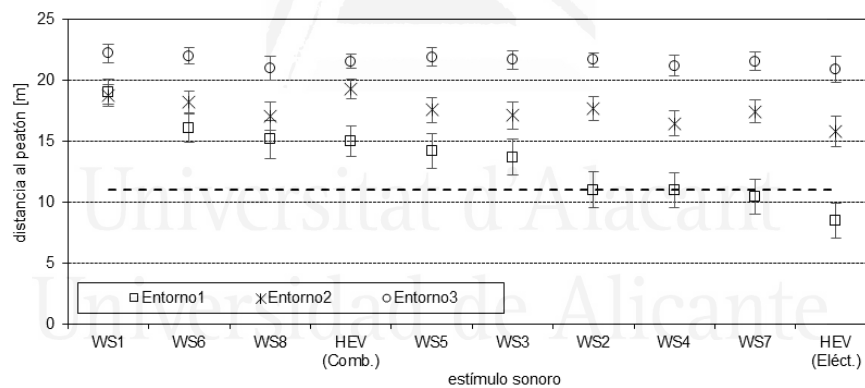 25
20
15
10
5
0
distancia al peatón [m]
Universitat d'Alacant
Universidad de Alicante
Entorno1 Entorno2 Entorno3
WS1 WS6 WS8 HEV (Comb.) WS5 WS3 WS2 WS4 WS7 HEV (Eléct.)
estímulo sonoro